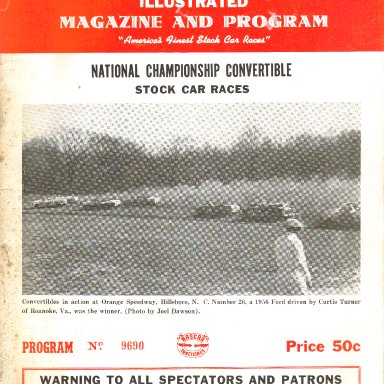 ILLUSTRATED
MAGAZINE AND PROGRAM
"America's Finest Stock Car Races"
NATIONAL CHAMPIONSHIP CONVERTIBLE
STOCK CAR RACES
Convertibles in action at Orange Speedway, Hillsboro, N. C. Number 26, a 1956 Ford driven by Curtis Turner
of Roanoke, Va., was the winner. (Photo by Joel Dawson).
PROGRAM No. 9690
NASCAR
Price 50c
WARNING TO ALL SPECTATORS AND PATRONS